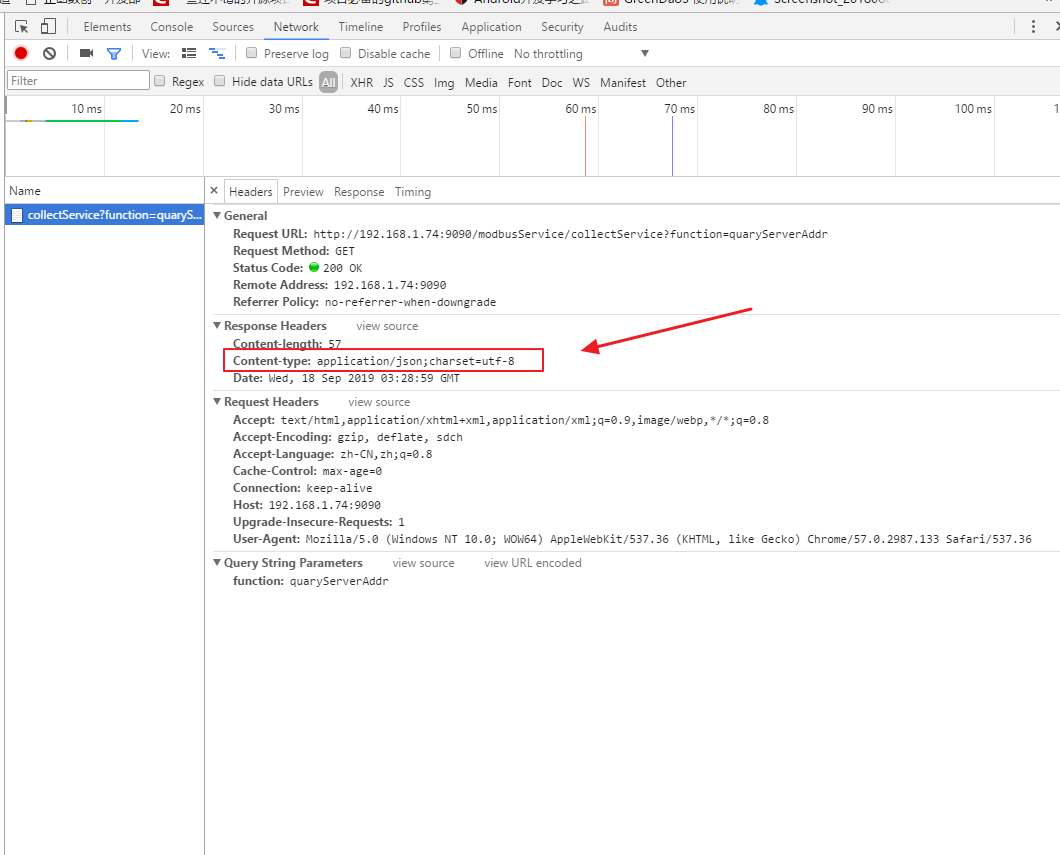 Elements Console Sources Network Timeline Profiles Application Security Audits
View: Preserve log Disable cache Offline No throttling
Filter Regex Hide data URLs All XHR JS CSS Img Media Font Doc WS Manifest Other
10 ms 20 ms 30 ms 40 ms 50 ms 60 ms 70 ms 80 ms 90 ms 100 ms
Name
Headers Preview Response Timing
collectService?function=quaryS...
General
Request URL: http://192.168.1.74:9090/modbusService/collectService?function=quaryServerAddr
Request Method: GET
Status Code: 200 OK
Remote Address: 192.168.1.74:9090
Referrer Policy: no-referrer-when-downgrade
Response Headers view source
Content-length: 57
Content-type: application/json;charset=utf-8
Date: Wed, 18 Sep 2019 03:28:59 GMT
Request Headers view source
Accept: text/html,application/xhtml+xml,application/xml;q=0.9,image/webp,*/*;q=0.8
Accept-Encoding: gzip, deflate, sdch
Accept-Language: zh-CN,zh;q=0.8
Cache-Control: max-age=0
Connection: keep-alive
Host: 192.168.1.74:9090
Upgrade-Insecure-Requests: 1
User-Agent: Mozilla/5.0 (Windows NT 10.0; WOW64) AppleWebKit/537.36 (KHTML, like Gecko) Chrome/57.0.2987.133 Safari/537.36
Query String Parameters view source view URL encoded
function: quaryServerAddr